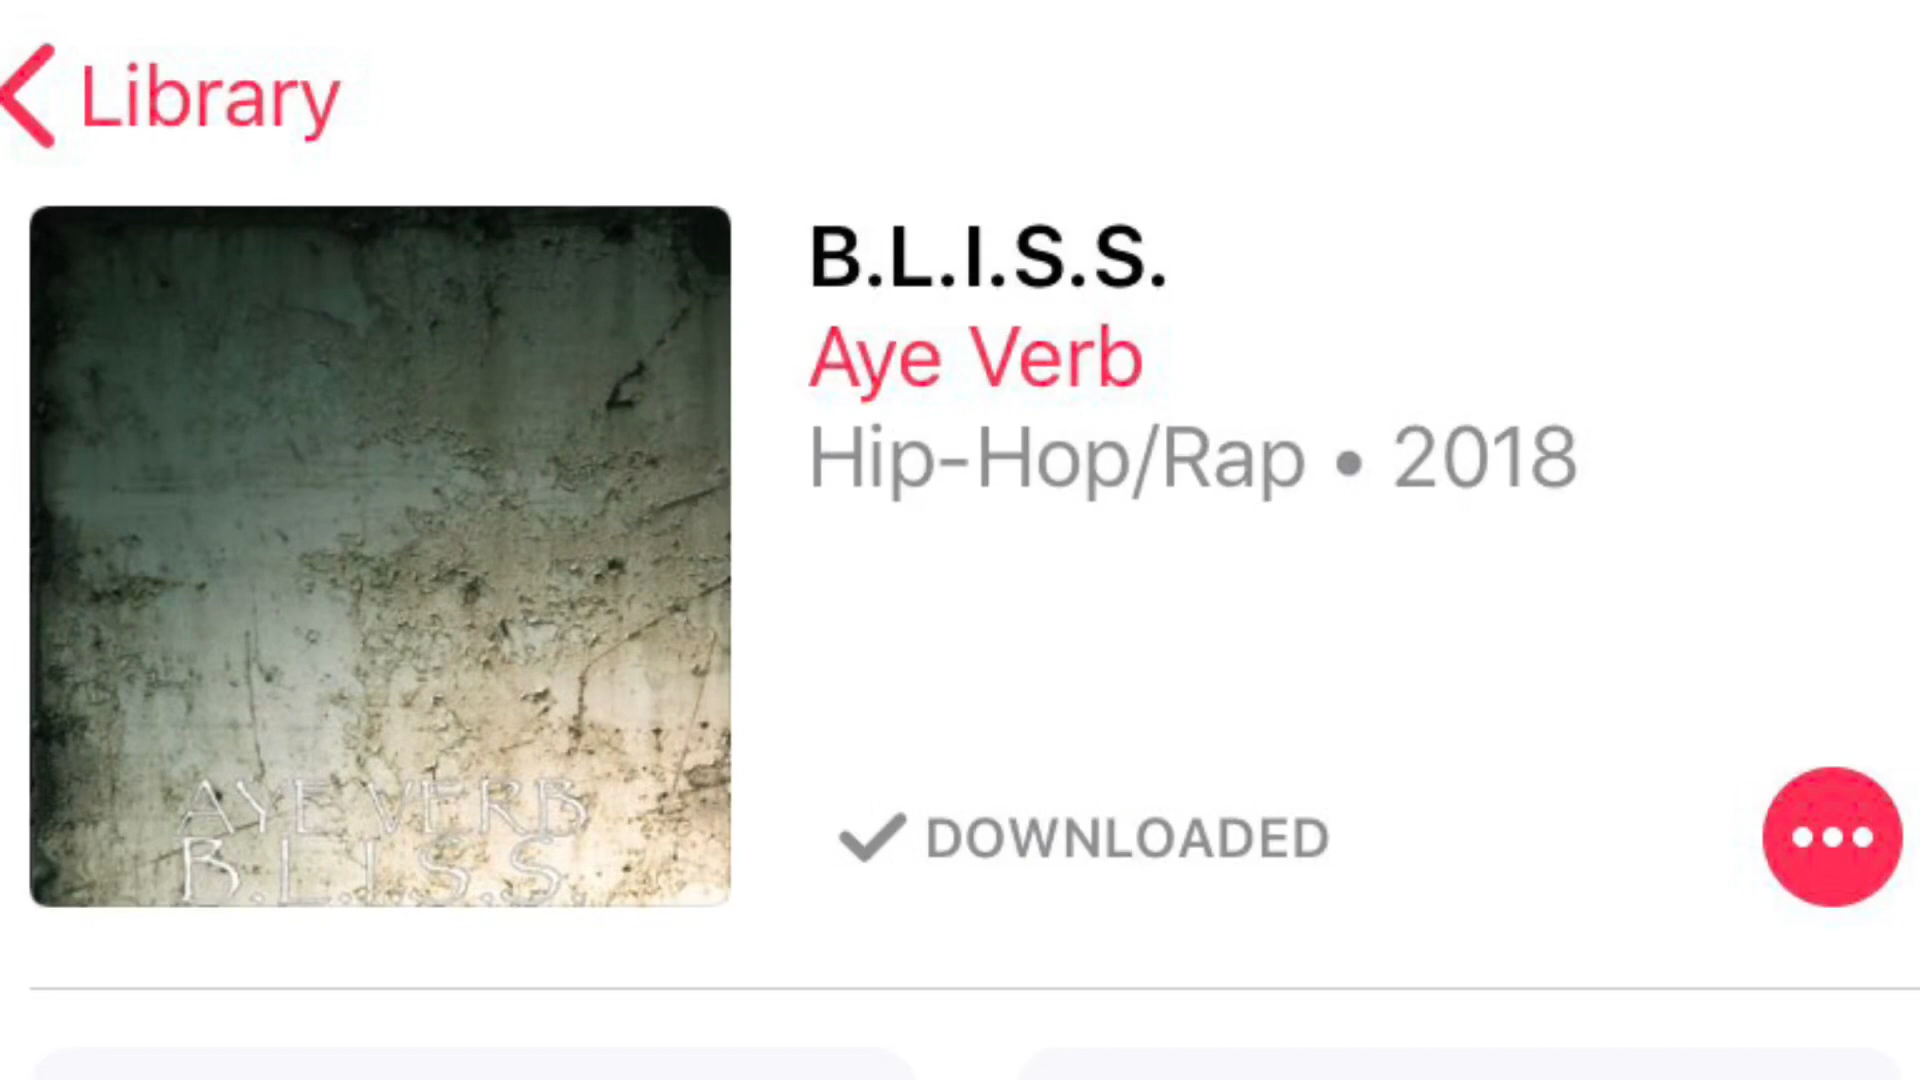 Library
B.L.I.S.S.
Aye Verb
Hip-Hop/Rap • 2018
DOWNLOADED
AYE VERB
B.L.I.S.S.